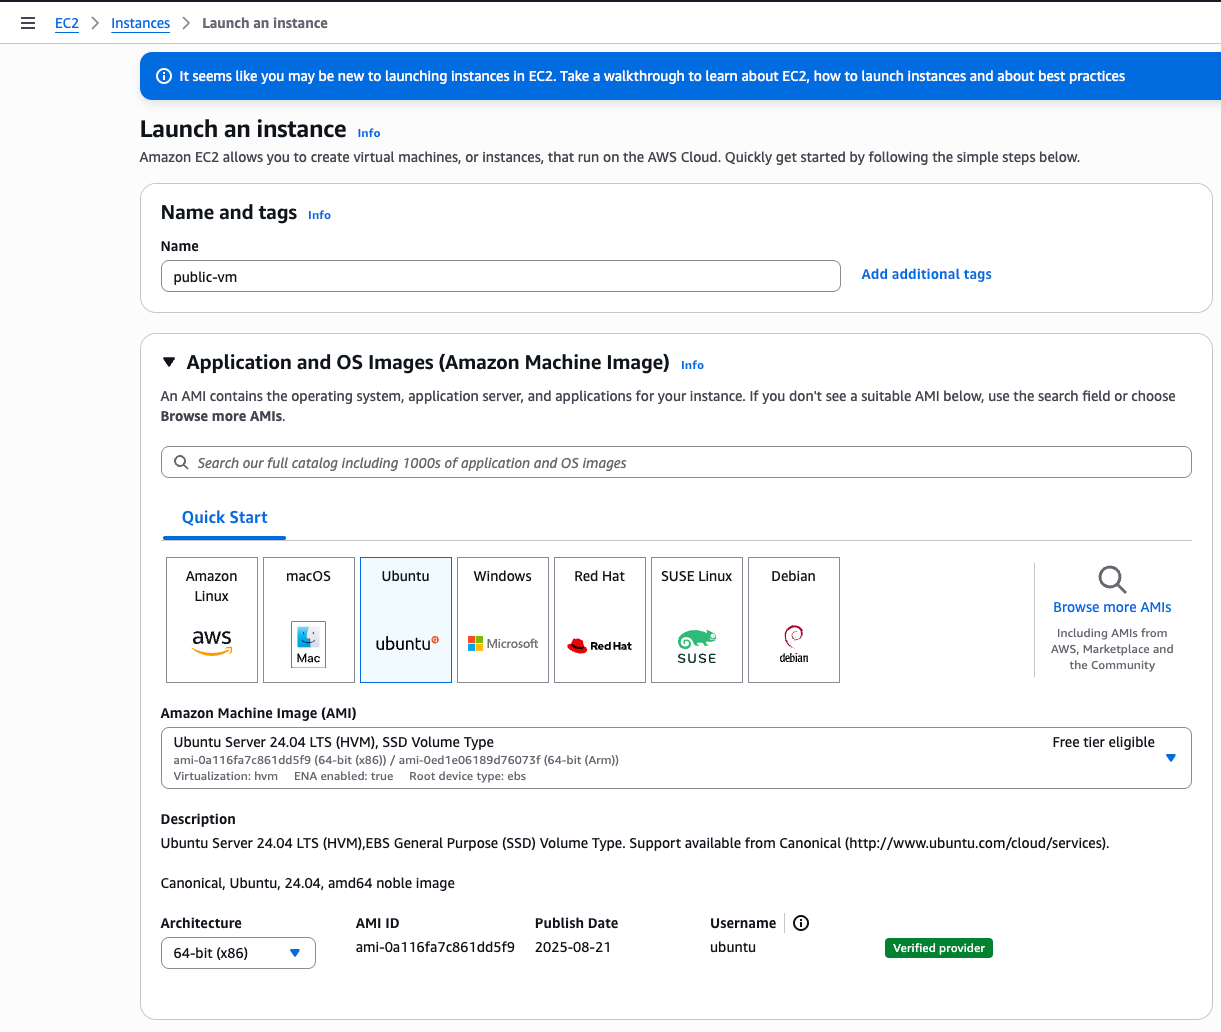 EC2 > Instances > Launch an instance
It seems like you may be new to launching instances in EC2. Take a walkthrough to learn about EC2, how to launch instances and about best practices
Launch an instance Info
Amazon EC2 allows you to create virtual machines, or instances, that run on the AWS Cloud. Quickly get started by following the simple steps below.
Name and tags Info
Name
public-vm
Add additional tags
Application and OS Images (Amazon Machine Image) Info
An AMI contains the operating system, application server, and applications for your instance. If you don't see a suitable AMI below, use the search field or choose
Browse more AMIs.
Search our full catalog including 1000s of application and OS images
Quick Start
Amazon
Linux
aws
macOS
Mac
Ubuntu
ubuntu
Windows
Microsoft
Red Hat
Red Hat
SUSE Linux
SUSE
Debian
debian
Browse more AMIs
Including AMIs from
AWS, Marketplace and
the Community
Amazon Machine Image (AMI)
Ubuntu Server 24.04 LTS (HVM), SSD Volume Type
Free tier eligible
ami-0a116fa7c861dd5f9 (64-bit (x86)) / ami-0ed1e06189d76073f (64-bit (Arm))
Virtualization: hvm ENA enabled: true Root device type: ebs
Description
Ubuntu Server 24.04 LTS (HVM),EBS General Purpose (SSD) Volume Type. Support available from Canonical (http://www.ubuntu.com/cloud/services).
Canonical, Ubuntu, 24.04, amd64 noble image
Architecture
64-bit (x86)
AMI ID
ami-0a116fa7c861dd5f9
Publish Date
2025-08-21
Username
ubuntu
Verified provider